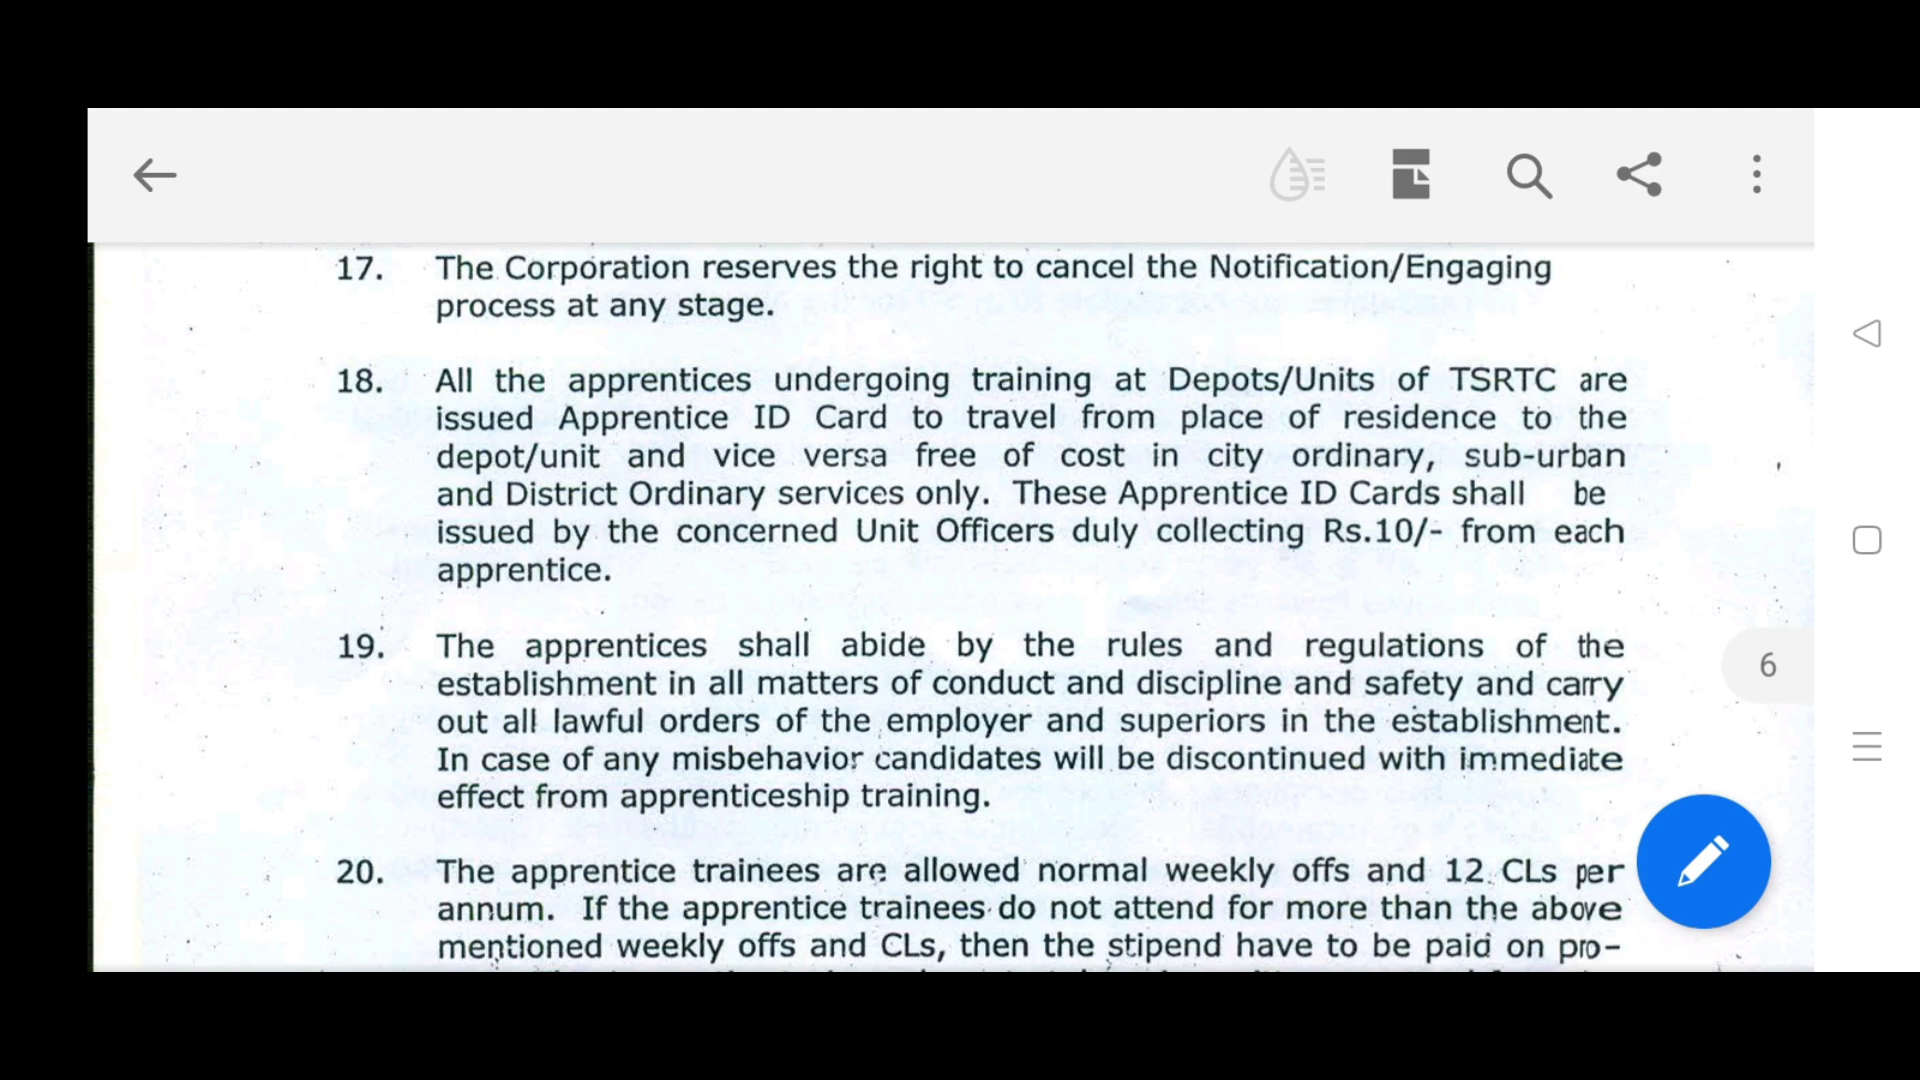 17. The Corporation reserves the right to cancel the Notification/Engaging
process at any stage.
18. All the apprentices undergoing training at Depots/Units of TSRTC are
issued Apprentice ID Card to travel from place of residence to the
depot/unit and vice versa free of cost in city ordinary, sub-urban
and District Ordinary services only. These Apprentice ID Cards shall be
issued by the concerned Unit Officers duly collecting Rs.10/- from each
apprentice.
19. The apprentices shall abide by the rules and regulations of the
establishment in all matters of conduct and discipline and safety and carry
out all lawful orders of the employer and superiors in the establishment.
In case of any misbehavior candidates will be discontinued with immediate
effect from apprenticeship training.
6
20. The apprentice trainees are allowed normal weekly offs and 12 CLs per
annum. If the apprentice trainees do not attend for more than the above
mentioned weekly offs and CLs, then the stipend have to be paid on pro-